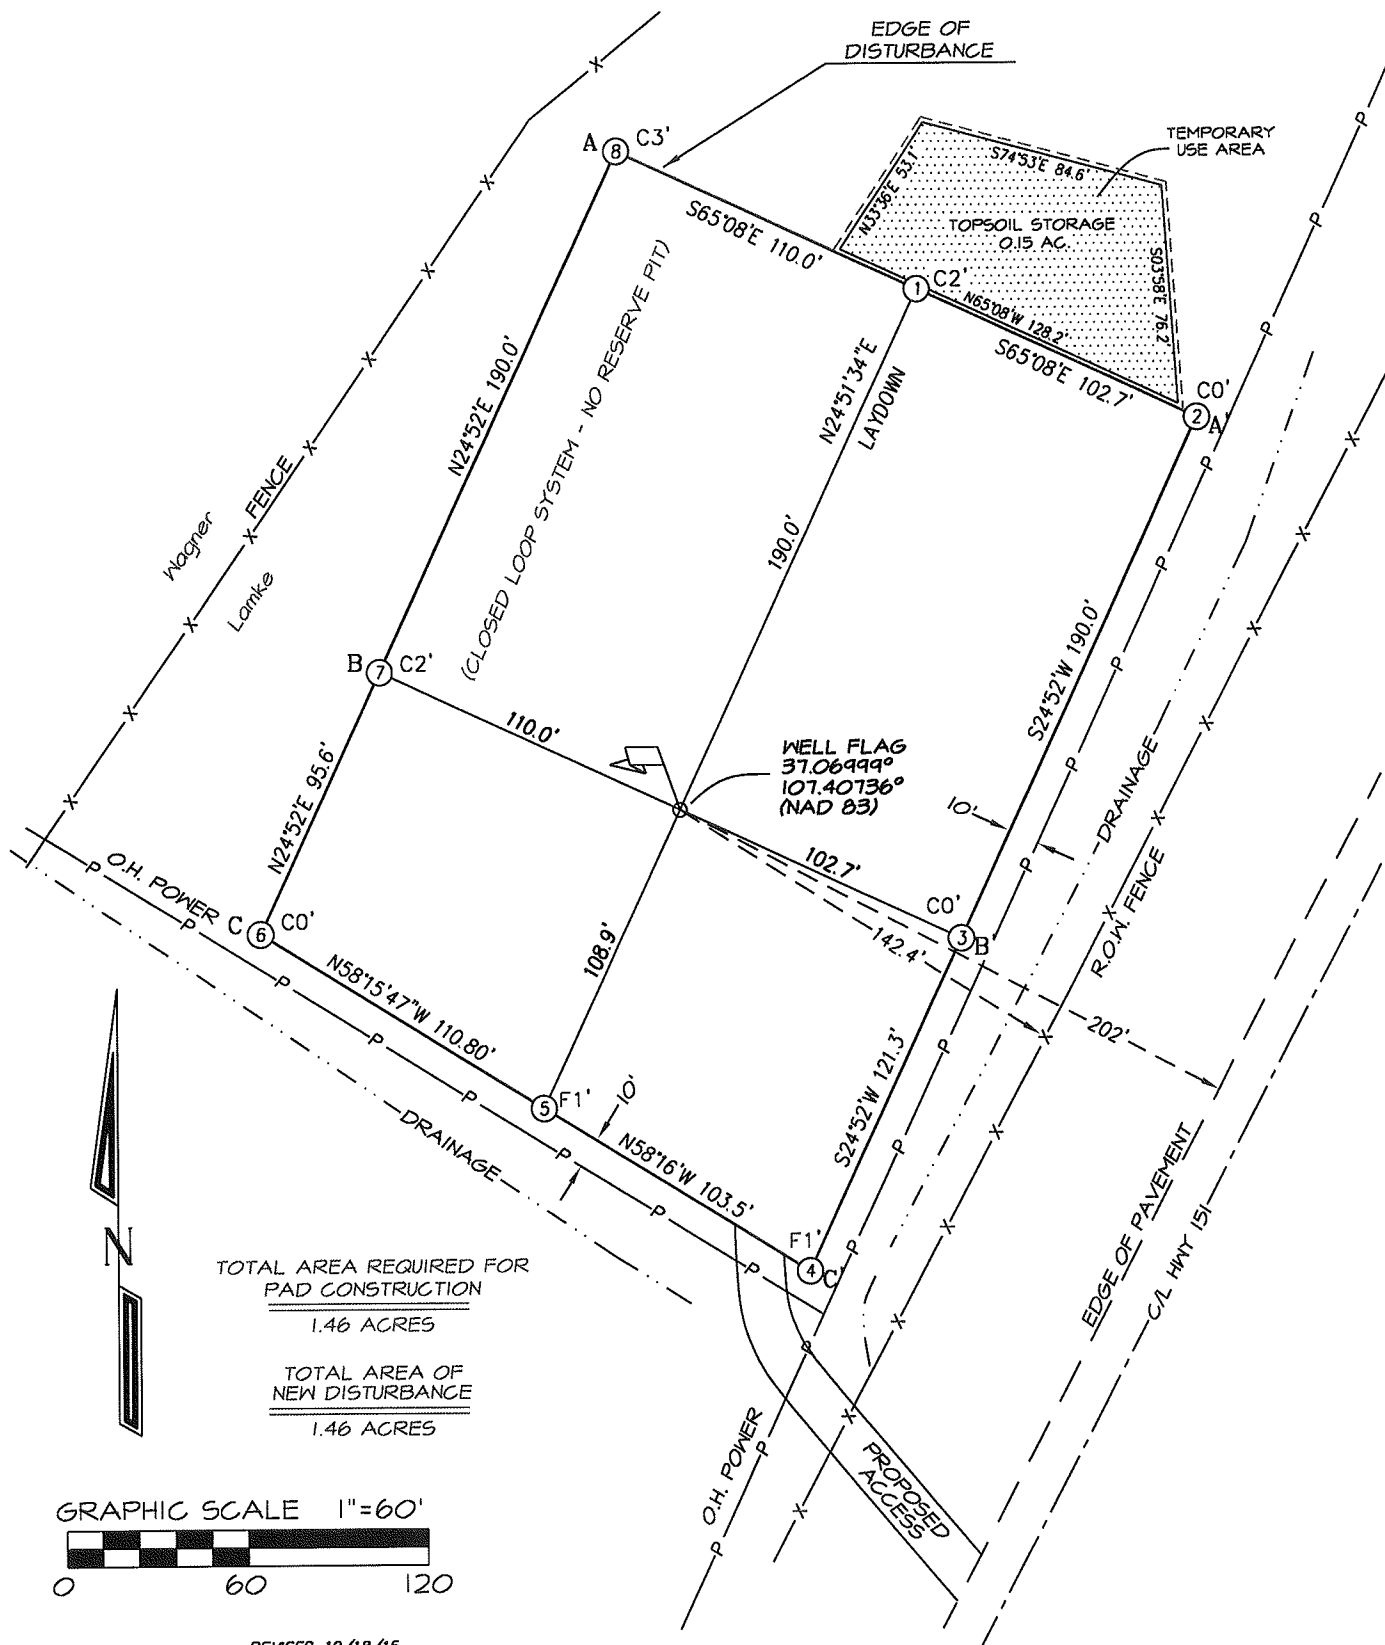 EDGE OF
DISTURBANCE
TEMPORARY
USE AREA
A
8
C3'
S74°53'E 84.6'
N33°36'E 53.1'
TOPSOIL STORAGE
0.15 AC.
S03°58'E 76.2'
S65°08'E 110.0'
1
C2'
N65°08'W 128.2'
S65°08'E 102.7'
C0'
2
A'
N24°52'E 190.0'
(CLOSED LOOP SYSTEM - NO RESERVE PIT)
N24°51'34"E
LAYDOWN
190.0'
S24°52'W 190.0'
Wagner
FENCE
Lamke
B
7
C2'
110.0'
WELL FLAG
37.06999°
107.40736°
(NAD 83)
10'
DRAINAGE
N24°52'E 95.6'
102.7'
C0'
3
B'
142.4'
R.O.W. FENCE
202'
O.H. POWER
C
6
C0'
108.9'
N58°15'47"W 110.80'
5
F1'
10'
S24°52'W 121.3'
DRAINAGE
N58°16'W 103.5'
F1'
4
C'
EDGE OF PAVEMENT
C/L HWY 151
N
TOTAL AREA REQUIRED FOR
PAD CONSTRUCTION
1.46 ACRES
TOTAL AREA OF
NEW DISTURBANCE
1.46 ACRES
O.H. POWER
PROPOSED
ACCESS
GRAPHIC SCALE 1"=60'
0 60 120
X X X X X X X X X X
P P P P P P P P
P P P P P P P P P P P P P P P
X X X X X X X X X X X X